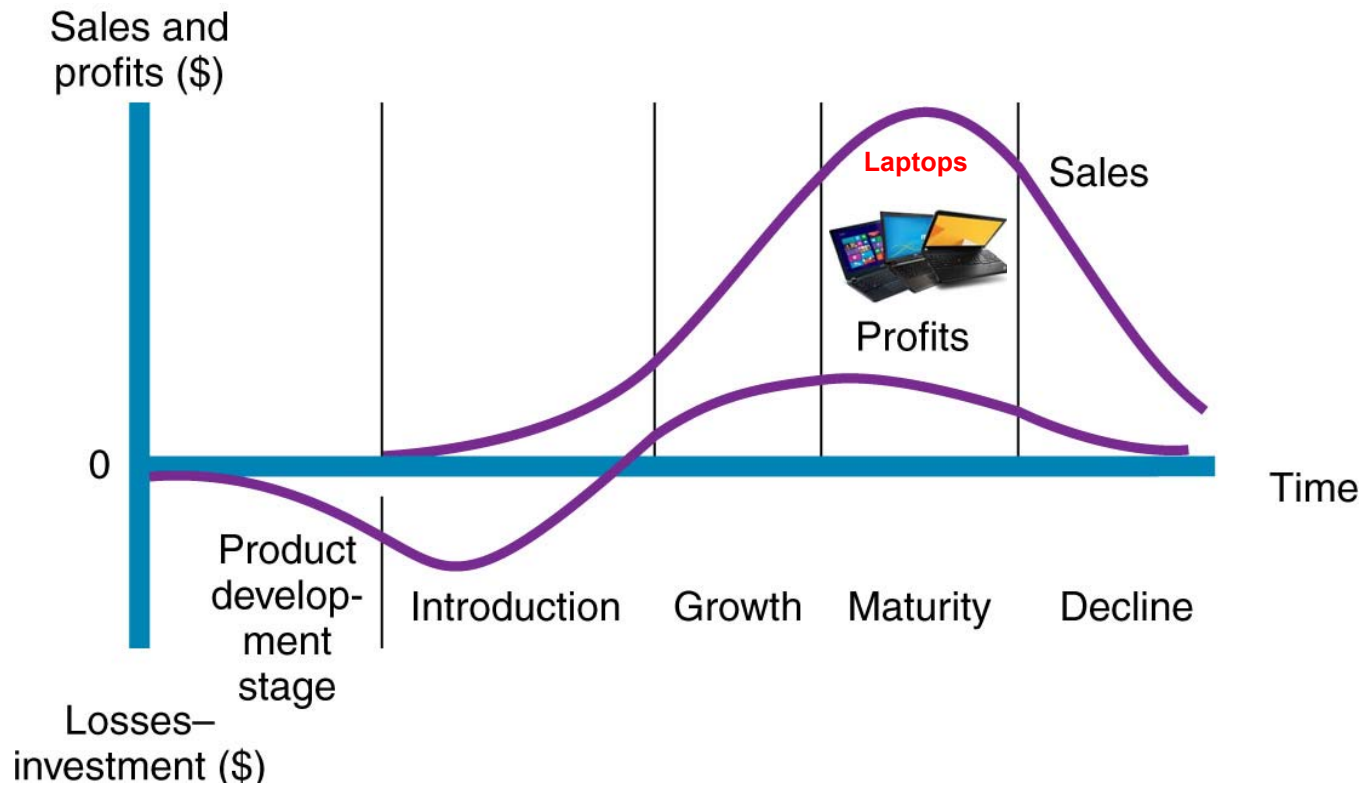 Sales and
profits ($)
Laptops
Sales
Profits
0
Time
Product
develop-
ment
stage
Introduction
Growth
Maturity
Decline
Losses–
investment ($)